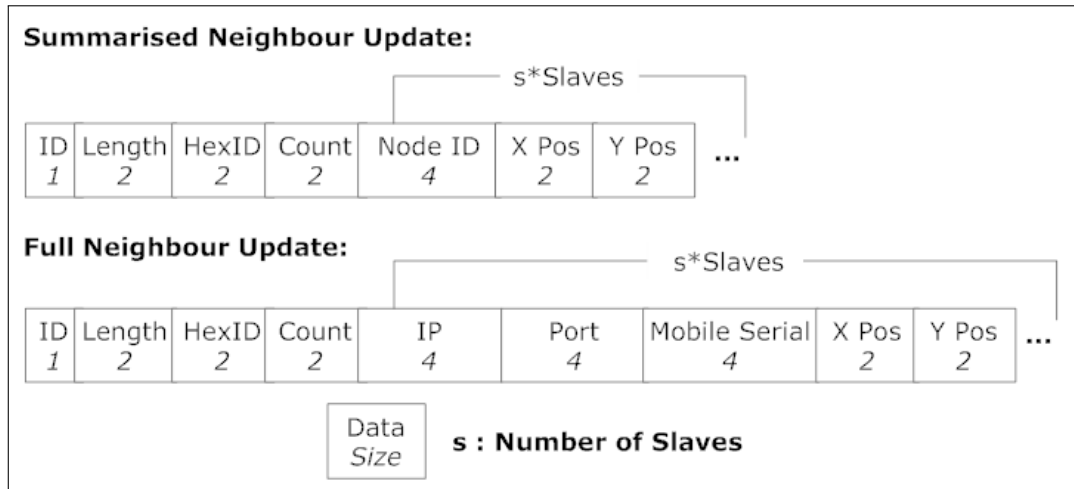 Summarised Neighbour Update:
s*Slaves
ID Length HexID Count Node ID X Pos Y Pos ...
1 2 2 2 4 2 2
Full Neighbour Update:
s*Slaves
ID Length HexID Count IP Port Mobile Serial X Pos Y Pos ...
1 2 2 2 4 4 4 2 2
Data
Size
s : Number of Slaves